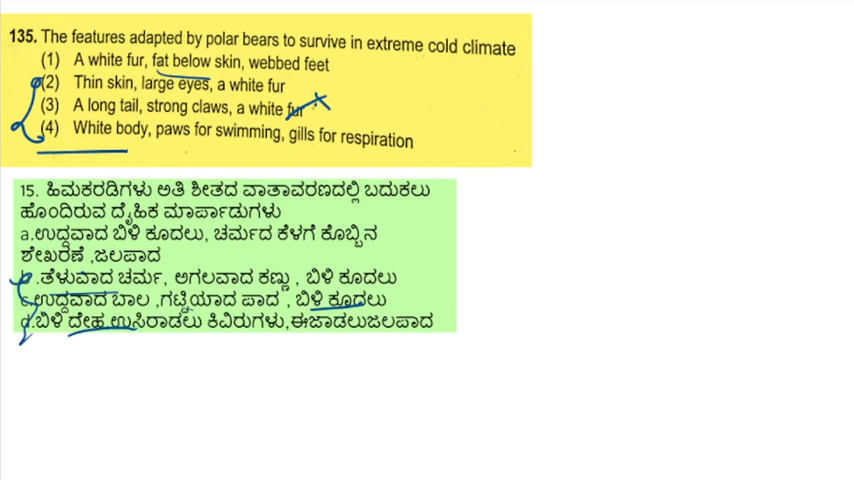 135. The features adapted by polar bears to survive in extreme cold climate
(1) A white fur, fat below skin, webbed feet
(2) Thin skin, large eyes, a white fur
(3) A long tail, strong claws, a white fur
(4) White body, paws for swimming, gills for respiration
15. ಹಿಮಕರಡಿಗಳು ಅತಿ ಶೀತದ ವಾತಾವರಣದಲ್ಲಿ ಬದುಕಲು
ಹೊಂದಿರುವ ದೈಹಿಕ ಮಾರ್ಪಾಡುಗಳು
a.ಉದ್ದವಾದ ಬಿಳಿ ಕೂದಲು, ಚರ್ಮದ ಕೆಳಗೆ ಕೊಬ್ಬಿನ
ಶೇಖರಣೆ ,ಜಲಪಾದ
b .ತೆಳುವಾದ ಚರ್ಮ, ಅಗಲವಾದ ಕಣ್ಣು , ಬಿಳಿ ಕೂದಲು
c.ಉದ್ದವಾದ ಬಾಲ ,ಗಟ್ಟಿಯಾದ ಪಾದ , ಬಿಳಿ ಕೂದಲು
d.ಬಿಳಿ ದೇಹ ಉಸಿರಾಡಲು ಕಿವಿರುಗಳು,ಈಜಾಡಲುಜಲಪಾದ